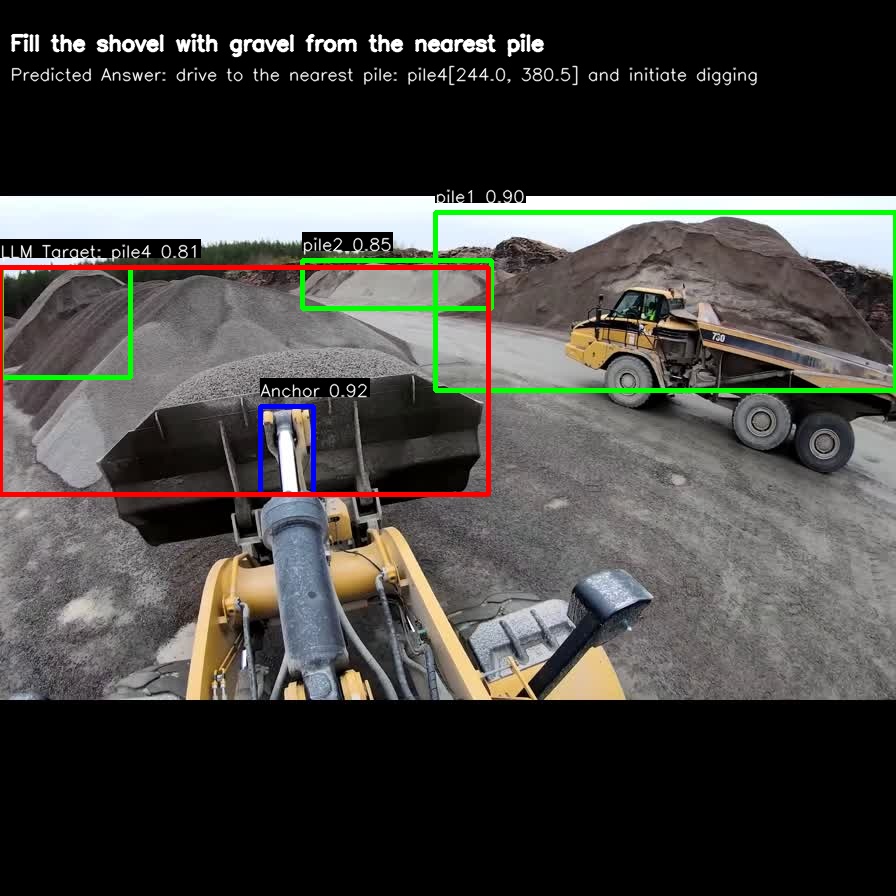 Fill the shovel with gravel from the nearest pile
Predicted Answer: drive to the nearest pile: pile4[244.0, 380.5] and initiate digging
pile1 0.90
pile2 0.85
LLM Target: pile4 0.81
730
Anchor 0.92